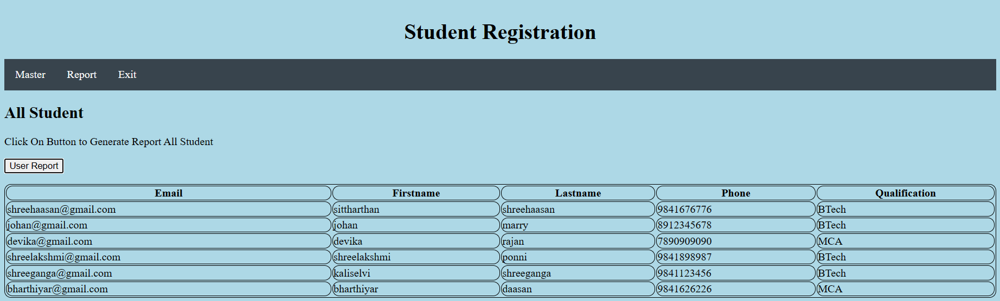 Student Registration
Master Report Exit
All Student
Click On Button to Generate Report All Student
User Report
Email Firstname Lastname Phone Qualification
shreehaasan@gmail.com sittharthan shreehaasan 9841676776 BTech
johan@gmail.com johan marry 8912345678 BTech
devika@gmail.com devika rajan 7890909090 MCA
shreelakshmi@gmail.com shreelakshmi ponni 9841898987 BTech
shreeganga@gmail.com kaliselvi shreeganga 9841123456 BTech
bharthiyar@gmail.com bharthiyar daasan 9841626226 MCA